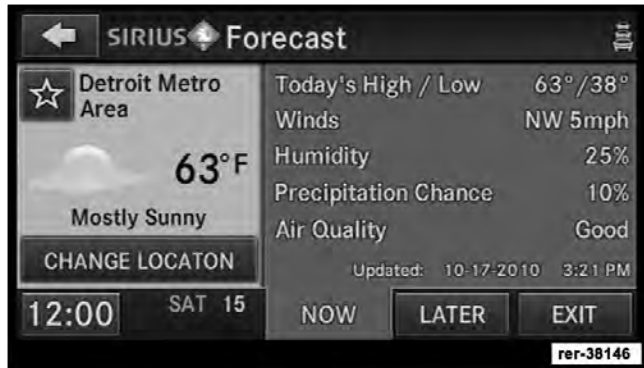 SIRIUS Forecast
Detroit Metro
Area
63°F
Mostly Sunny
CHANGE LOCATON
12:00 SAT 15
Today's High / Low 63°/38°
Winds NW 5mph
Humidity 25%
Precipitation Chance 10%
Air Quality Good
Updated: 10-17-2010 3:21 PM
NOW LATER EXIT
rer-38146